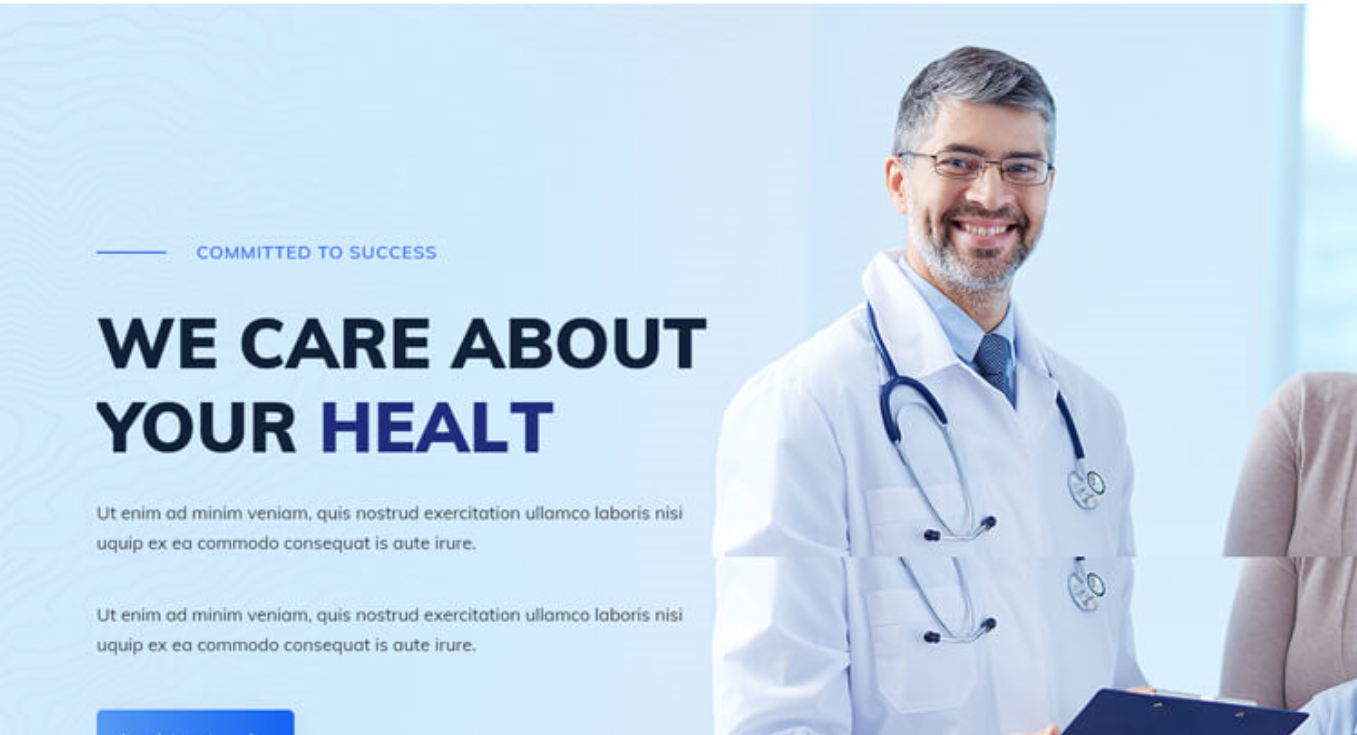 COMMITTED TO SUCCESS
WE CARE ABOUT
YOUR HEALT
Ut enim ad minim veniam, quis nostrud exercitation ullamco laboris nisi
uquip ex ea commodo consequat is aute irure.
Ut enim ad minim veniam, quis nostrud exercitation ullamco laboris nisi
uquip ex ea commodo consequat is aute irure.